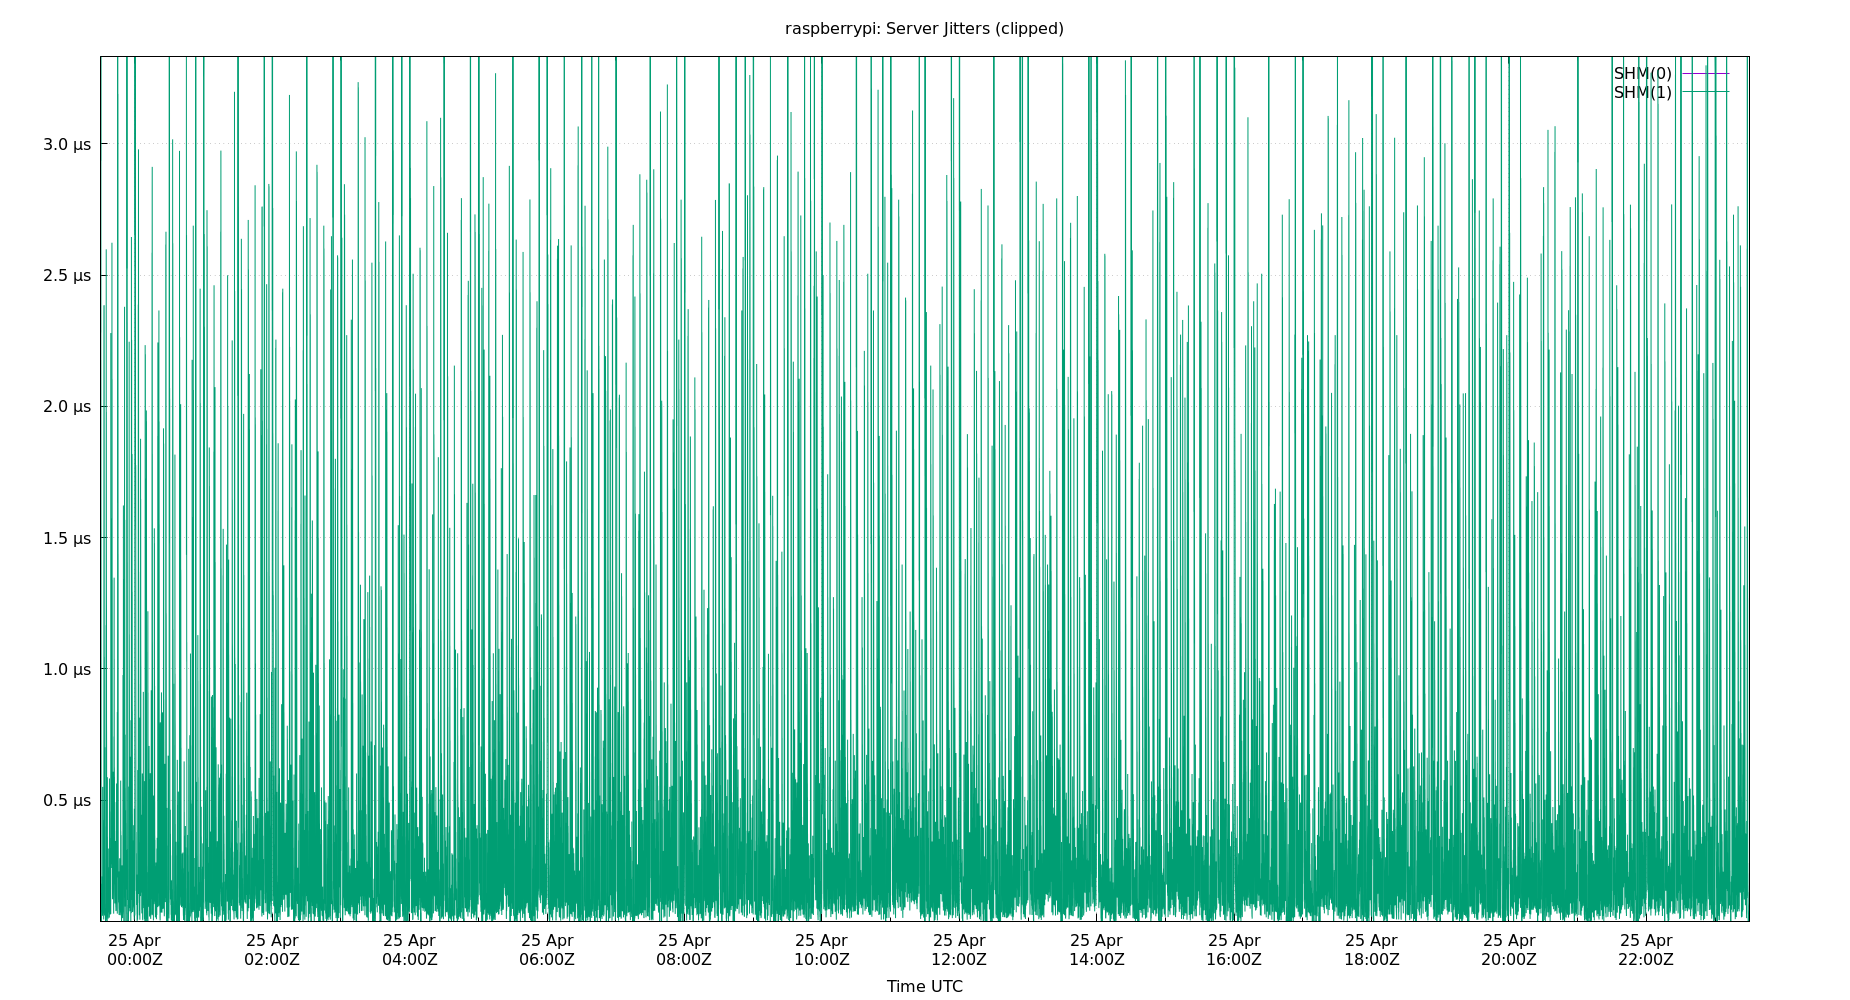 raspberrypi: Server Jitters (clipped)
SHM(0)
SHM(1)
3.0 µs
2.5 µs
2.0 µs
1.5 µs
1.0 µs
0.5 µs
25 Apr 25 Apr 25 Apr 25 Apr 25 Apr 25 Apr 25 Apr 25 Apr 25 Apr 25 Apr 25 Apr 25 Apr
00:00Z 02:00Z 04:00Z 06:00Z 08:00Z 10:00Z 12:00Z 14:00Z 16:00Z 18:00Z 20:00Z 22:00Z
Time UTC